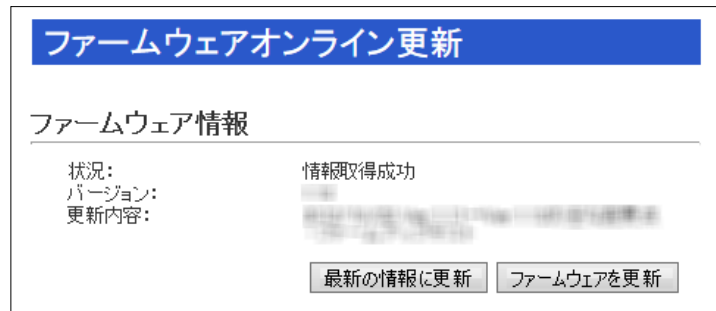 ファームウェアオンライン更新
ファームウェア情報
状況： 情報取得成功
バージョン：
更新内容：
最新の情報に更新 ファームウェアを更新